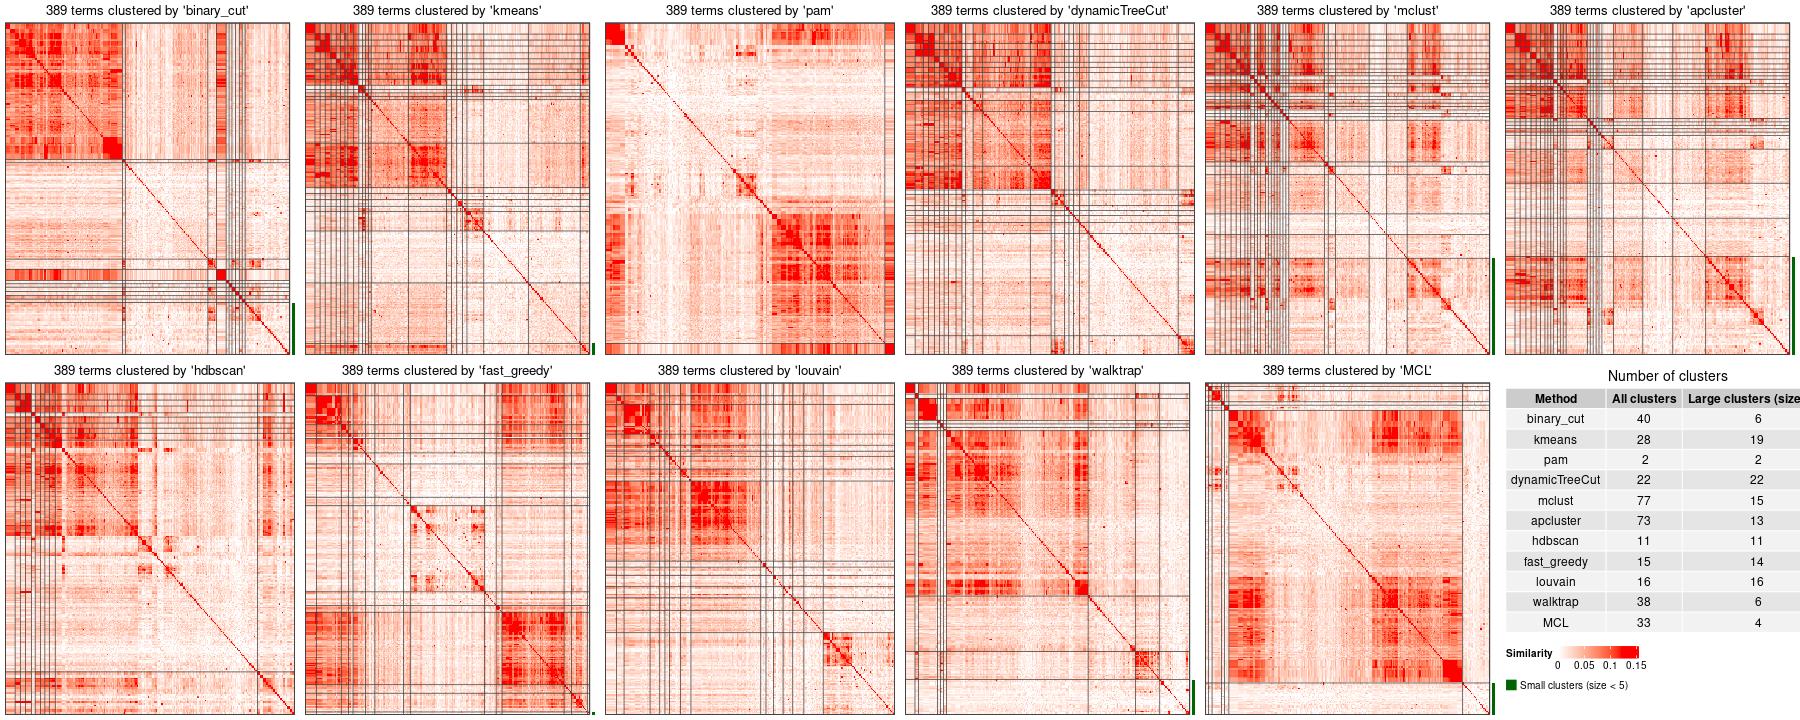 389 terms clustered by 'binary_cut'
389 terms clustered by 'kmeans'
389 terms clustered by 'pam'
389 terms clustered by 'dynamicTreeCut'
389 terms clustered by 'mclust'
389 terms clustered by 'apcluster'
389 terms clustered by 'hdbscan'
389 terms clustered by 'fast_greedy'
389 terms clustered by 'louvain'
389 terms clustered by 'walktrap'
389 terms clustered by 'MCL'
Number of clusters
Method All clusters Large clusters (size
binary_cut 40 6
kmeans 28 19
pam 2 2
dynamicTreeCut 22 22
mclust 77 15
apcluster 73 13
hdbscan 11 11
fast_greedy 15 14
louvain 16 16
walktrap 38 6
MCL 33 4
Similarity
0 0.05 0.1 0.15
Small clusters (size < 5)